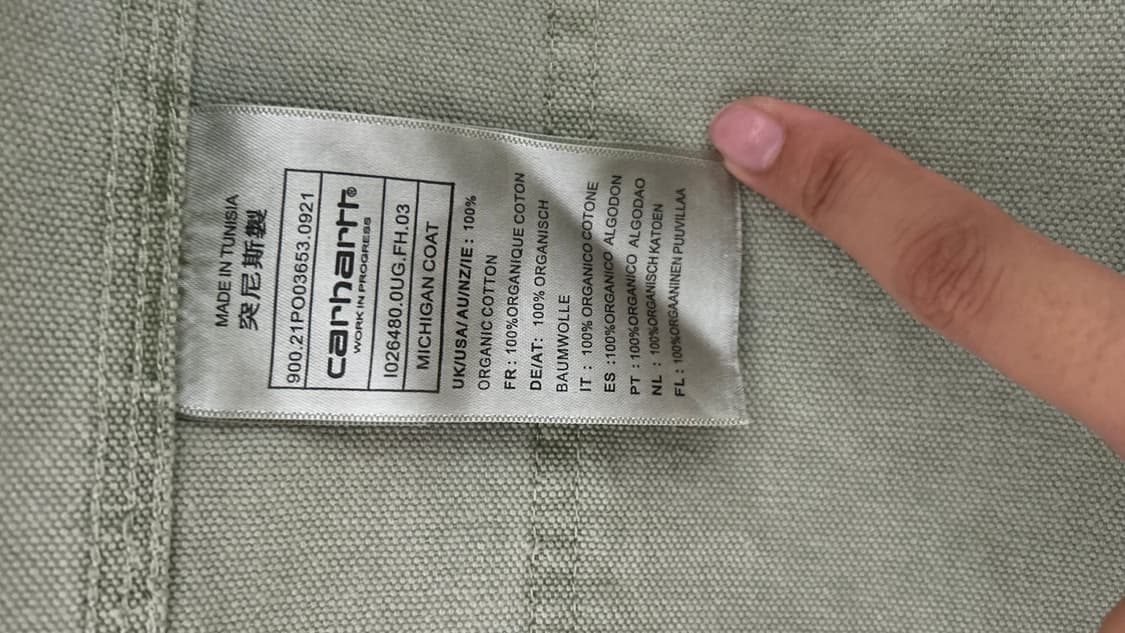 MADE IN TUNISIA
突尼斯製
900.21PO03653.0921
carhartt®
WORK IN PROGRESS
I026480.0UG.FH.03
MICHIGAN COAT
UK/USA/ AU/NZ/IE : 100%
ORGANIC COTTON
FR : 100%ORGANIQUE COTON
DE/AT: 100% ORGANISCH
BAUMWOLLE
IT : 100% ORGANICO COTONE
ES :100%ORGANICO ALGODON
PT : 100%ORGANICO ALGODAO
NL : 100%ORGANISCH KATOEN
FL : 100%ORGAANINEN PUUVILLAA